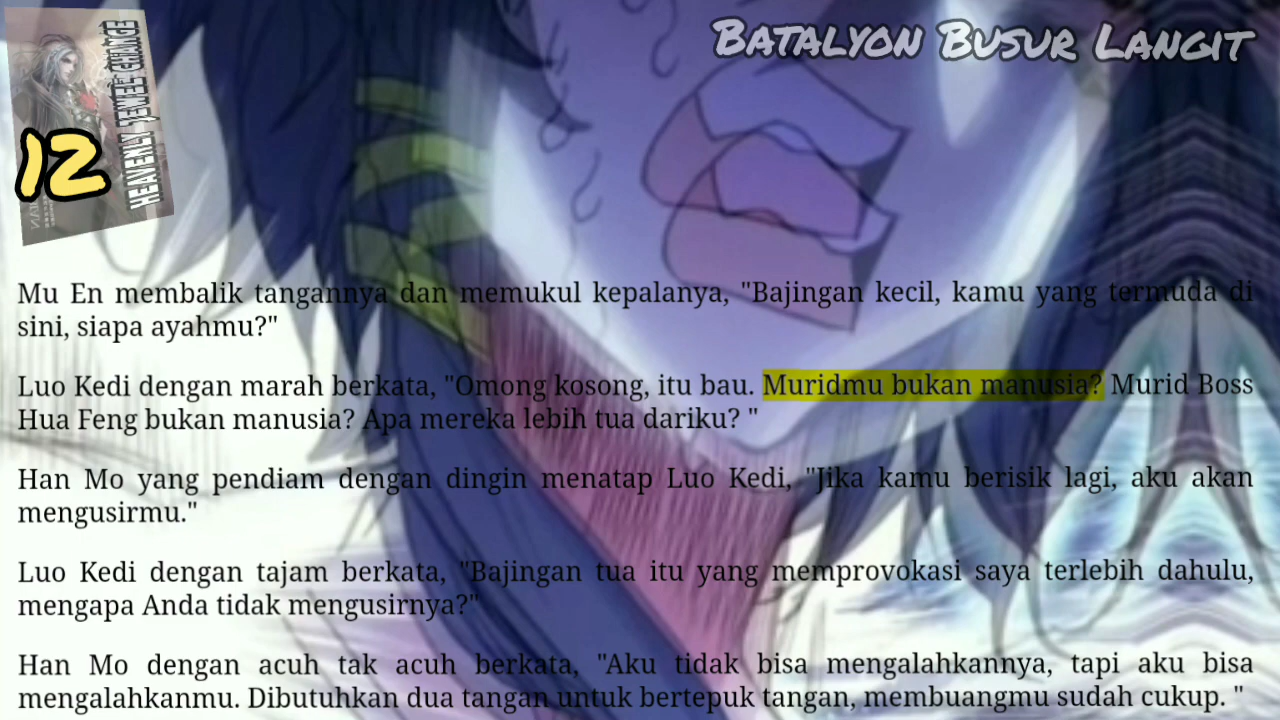 Batalyon Busur Langit
HEAVENLY JEWEL CHANGE
12
Mu En membalik tangannya dan memukul kepalanya, "Bajingan kecil, kamu yang termuda di
sini, siapa ayahmu?"
Luo Kedi dengan marah berkata, "Omong kosong, itu bau. Muridmu bukan manusia? Murid Boss
Hua Feng bukan manusia? Apa mereka lebih tua dariku? "
Han Mo yang pendiam dengan dingin menatap Luo Kedi, "Jika kamu berisik lagi, aku akan
mengusirmu."
Luo Kedi dengan tajam berkata, "Bajingan tua itu yang memprovokasi saya terlebih dahulu,
mengapa Anda tidak mengusirnya?"
Han Mo dengan acuh tak acuh berkata, "Aku tidak bisa mengalahkannya, tapi aku bisa
mengalahkanmu. Dibutuhkan dua tangan untuk bertepuk tangan, membuangmu sudah cukup. "